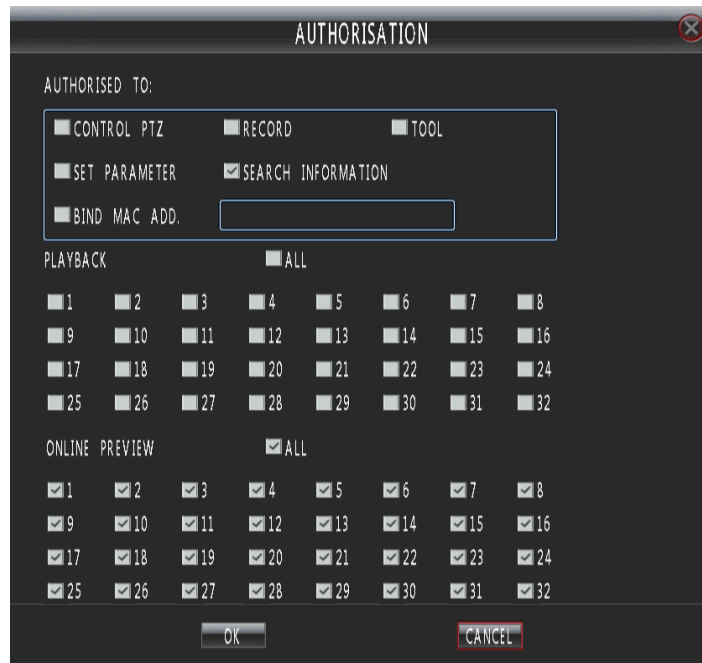 AUTHORISATION
AUTHORISED TO:
CONTROL PTZ RECORD TOOL
SET PARAMETER SEARCH INFORMATION
BIND MAC ADD.
PLAYBACK ALL
1 2 3 4 5 6 7 8
9 10 11 12 13 14 15 16
17 18 19 20 21 22 23 24
25 26 27 28 29 30 31 32
ONLINE PREVIEW ALL
1 2 3 4 5 6 7 8
9 10 11 12 13 14 15 16
17 18 19 20 21 22 23 24
25 26 27 28 29 30 31 32
OK CANCEL